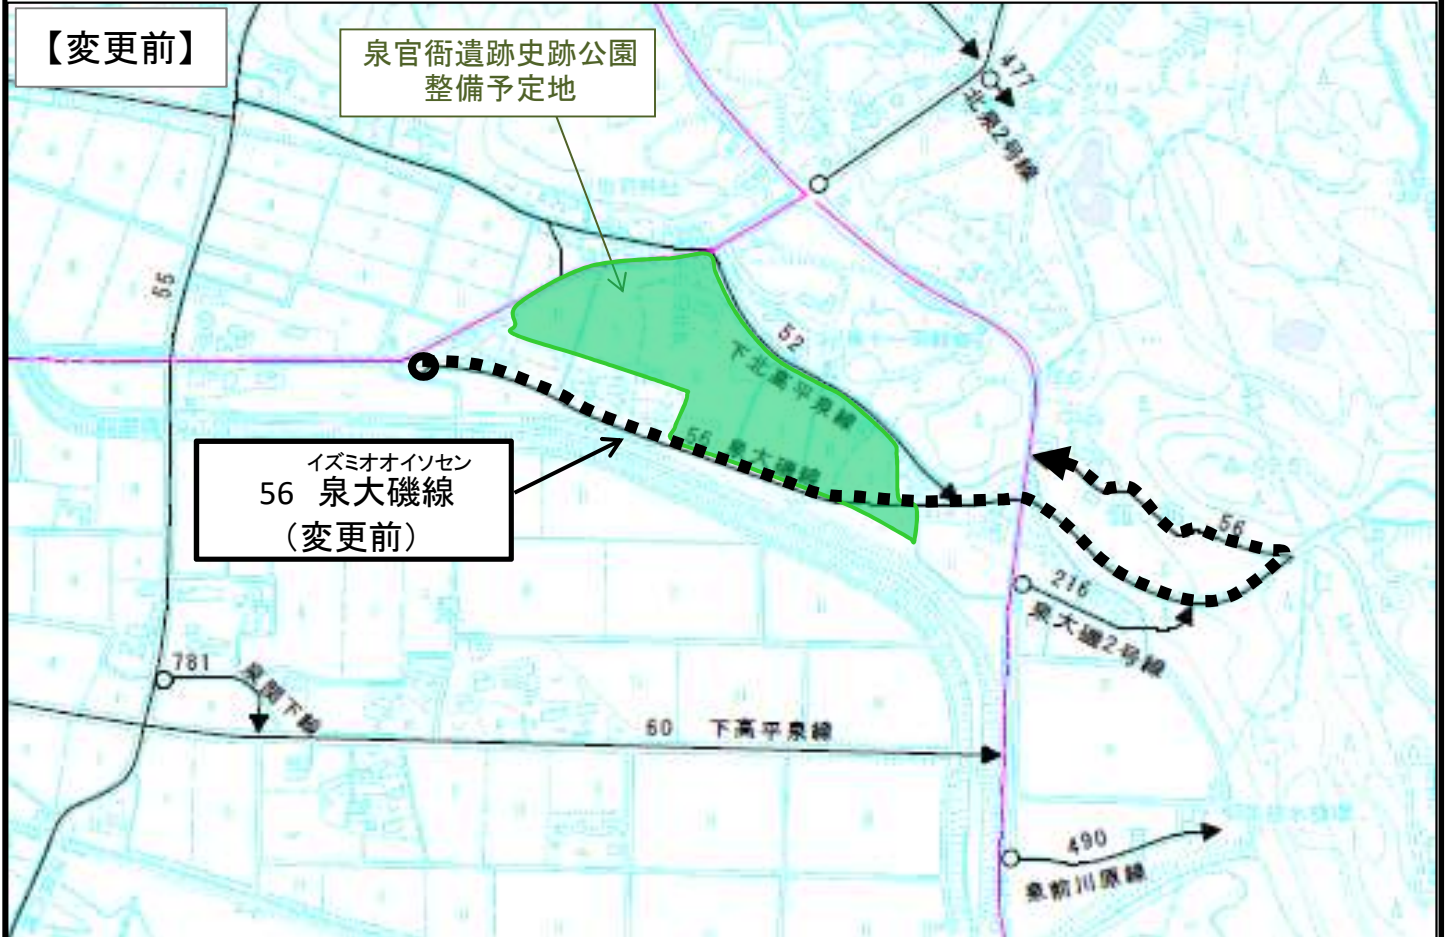 【変更前】
泉官衙遺跡史跡公園
整備予定地
477
北泉2号線
55
52
下北高平泉線
56 泉大磯線
イズミオオイソセン
56 泉大磯線
（変更前）
56
216
泉大磯2号線
781
泉関下線
60 下高平泉線
490
泉前川原線